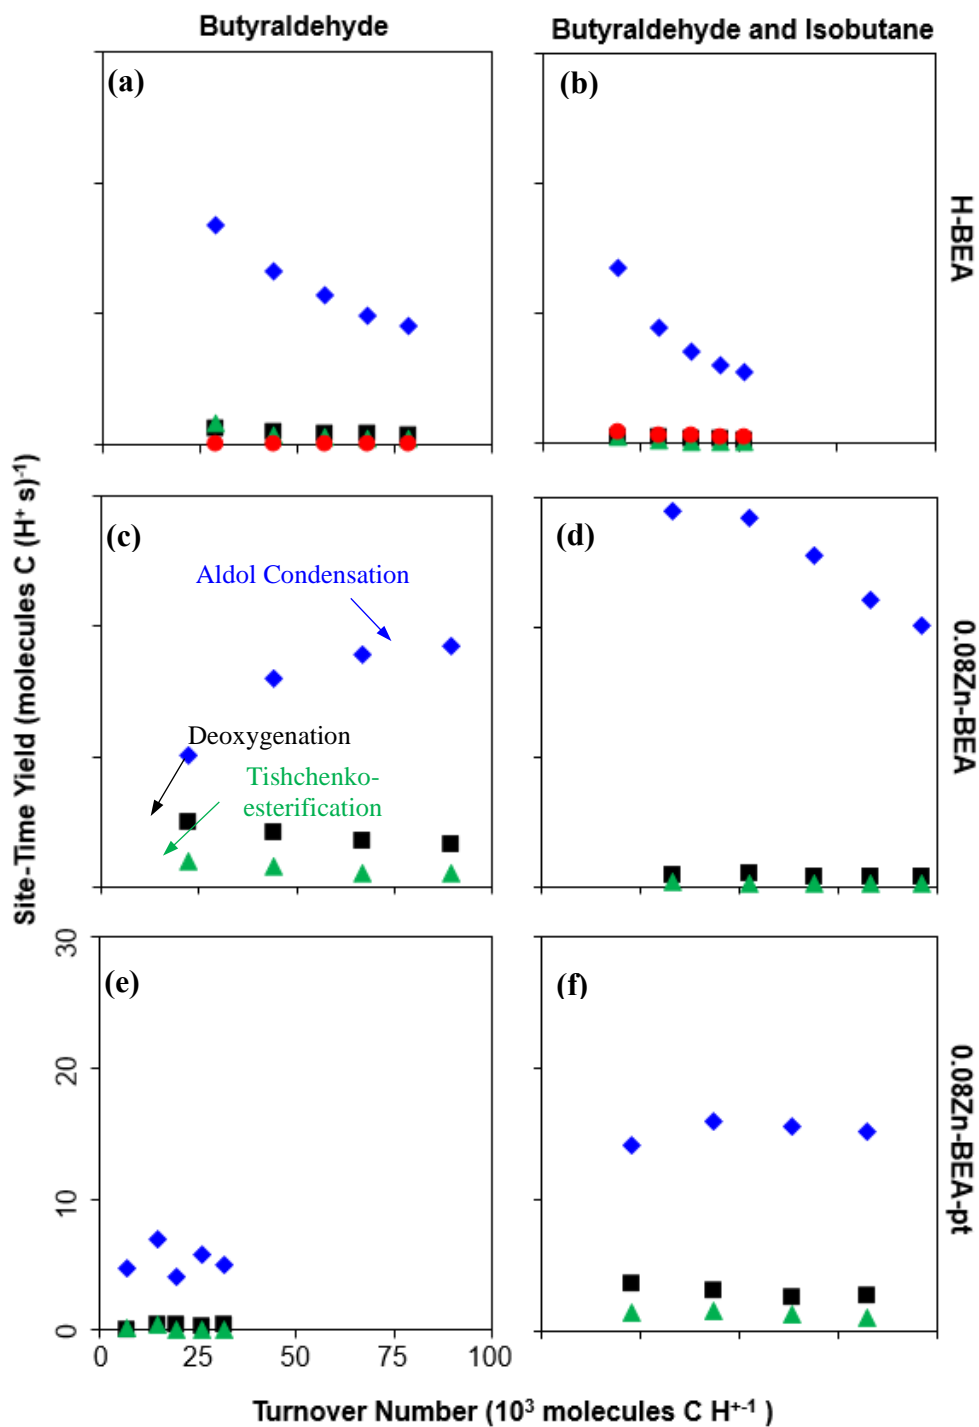 Butyraldehyde
Butyraldehyde and Isobutane
(a)
(b)
H-BEA
Site-Time Yield (molecules C (H⁺ s)⁻¹)
(c)
Aldol Condensation
Deoxygenation
Tishchenko-
esterification
(d)
0.08Zn-BEA
30
20
10
0
(e)
(f)
0.08Zn-BEA-pt
0
25
50
75
100
Turnover Number (10³ molecules C H⁺⁻¹ )